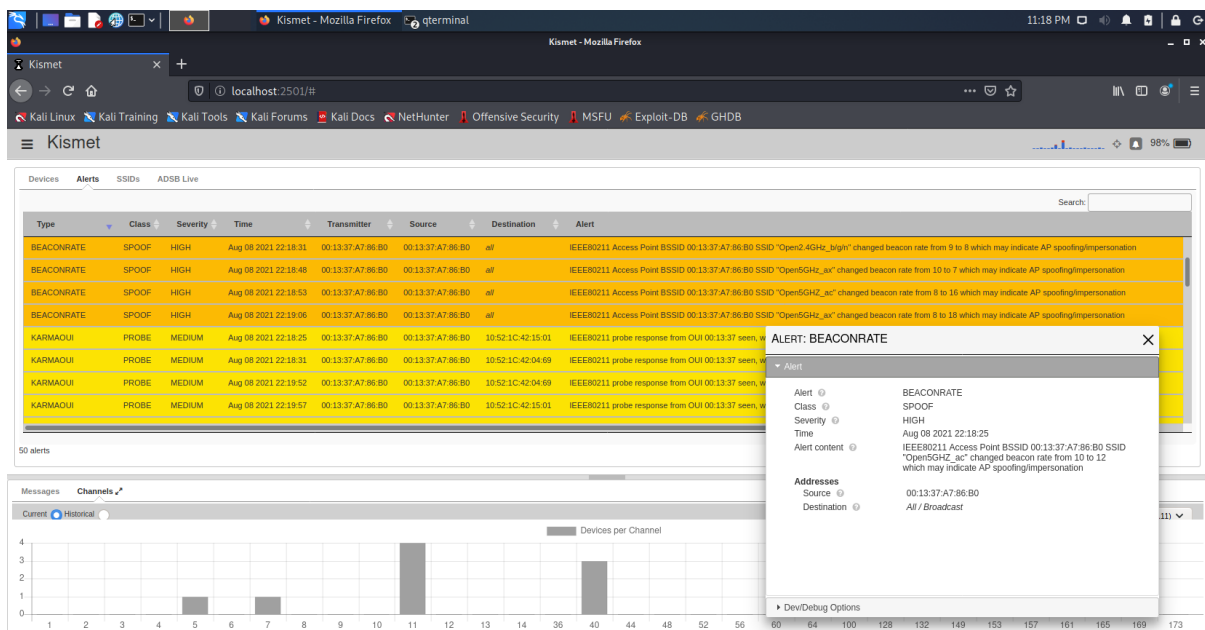 Kismet - Mozilla Firefox
qterminal
11:18 PM
Kismet - Mozilla Firefox
Kismet
localhost:2501/#
Kali Linux Kali Training Kali Tools Kali Forums Kali Docs NetHunter Offensive Security MSFU Exploit-DB GHDB
Kismet
98%
Devices Alerts SSIDs ADSB Live
Search:
Type Class Severity Time Transmitter Source Destination Alert
BEACONRATE SPOOF HIGH Aug 08 2021 22:18:31 00:13:37:A7:86:B0 00:13:37:A7:86:B0 all IEEE80211 Access Point BSSID 00:13:37:A7:86:B0 SSID "Open2.4GHz_b/g/n" changed beacon rate from 9 to 8 which may indicate AP spoofing/impersonation
BEACONRATE SPOOF HIGH Aug 08 2021 22:18:48 00:13:37:A7:86:B0 00:13:37:A7:86:B0 all IEEE80211 Access Point BSSID 00:13:37:A7:86:B0 SSID "Open5GHz_ax" changed beacon rate from 10 to 7 which may indicate AP spoofing/impersonation
BEACONRATE SPOOF HIGH Aug 08 2021 22:18:53 00:13:37:A7:86:B0 00:13:37:A7:86:B0 all IEEE80211 Access Point BSSID 00:13:37:A7:86:B0 SSID "Open5GHZ_ac" changed beacon rate from 8 to 16 which may indicate AP spoofing/impersonation
BEACONRATE SPOOF HIGH Aug 08 2021 22:19:06 00:13:37:A7:86:B0 00:13:37:A7:86:B0 all IEEE80211 Access Point BSSID 00:13:37:A7:86:B0 SSID "Open5GHz_ax" changed beacon rate from 8 to 18 which may indicate AP spoofing/impersonation
KARMAOUI PROBE MEDIUM Aug 08 2021 22:18:25 00:13:37:A7:86:B0 00:13:37:A7:86:B0 10:52:1C:42:15:01 IEEE80211 probe response from OUI 00:13:37 seen, w
KARMAOUI PROBE MEDIUM Aug 08 2021 22:18:31 00:13:37:A7:86:B0 00:13:37:A7:86:B0 10:52:1C:42:04:69 IEEE80211 probe response from OUI 00:13:37 seen, w
KARMAOUI PROBE MEDIUM Aug 08 2021 22:19:52 00:13:37:A7:86:B0 00:13:37:A7:86:B0 10:52:1C:42:04:69 IEEE80211 probe response from OUI 00:13:37 seen, w
KARMAOUI PROBE MEDIUM Aug 08 2021 22:19:57 00:13:37:A7:86:B0 00:13:37:A7:86:B0 10:52:1C:42:15:01 IEEE80211 probe response from OUI 00:13:37 seen, w
50 alerts
ALERT: BEACONRATE
Alert
Alert BEACONRATE
Class SPOOF
Severity HIGH
Time Aug 08 2021 22:18:25
Alert content IEEE80211 Access Point BSSID 00:13:37:A7:86:B0 SSID
"Open5GHZ_ac" changed beacon rate from 10 to 12
which may indicate AP spoofing/impersonation
Addresses
Source 00:13:37:A7:86:B0
Destination All / Broadcast
Dev/Debug Options
Messages Channels
Current Historical
.11)
Devices per Channel
4
3
2
1
0
1 2 3 4 5 6 7 8 9 10 11 12 13 14 36 40 44 48 52 56 60 64 100 128 132 149 153 157 161 165 169 173